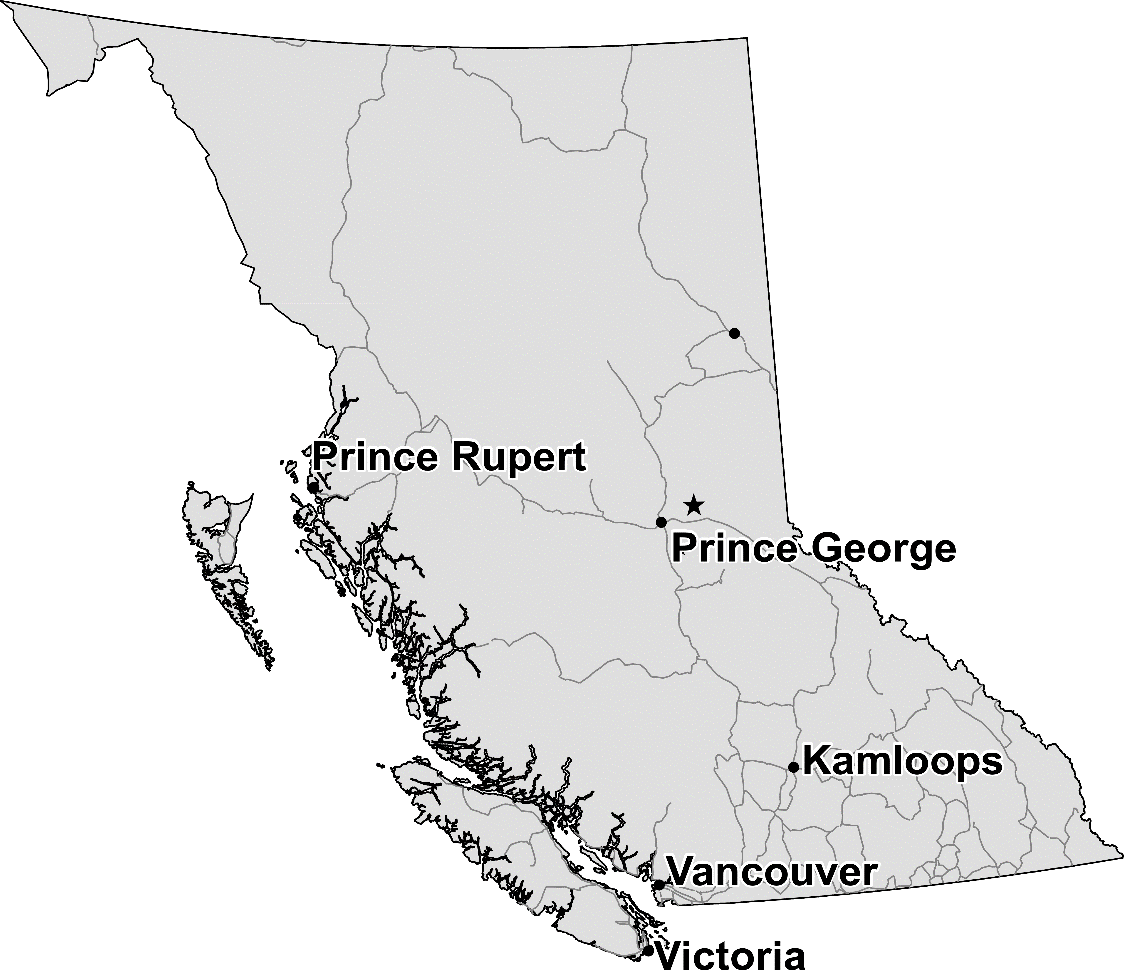 Prince Rupert
Prince George
Kamloops
Vancouver
Victoria